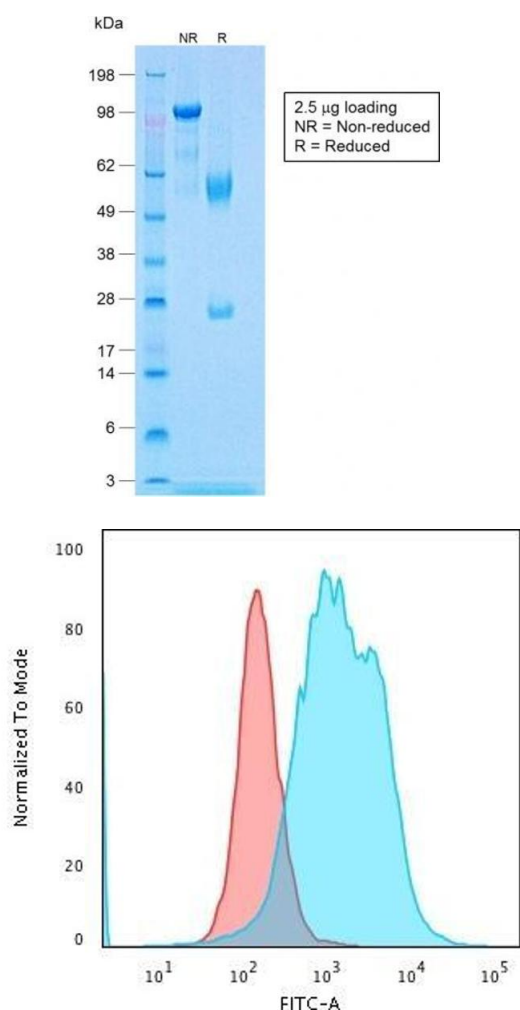 kDa
NR R
198
98
62
49
38
28
17
14
6
3
2.5 μg loading
NR = Non-reduced
R = Reduced
100
80
60
40
20
0
Normalized To Mode
10¹ 10² 10³ 10⁴ 10⁵
FITC-A